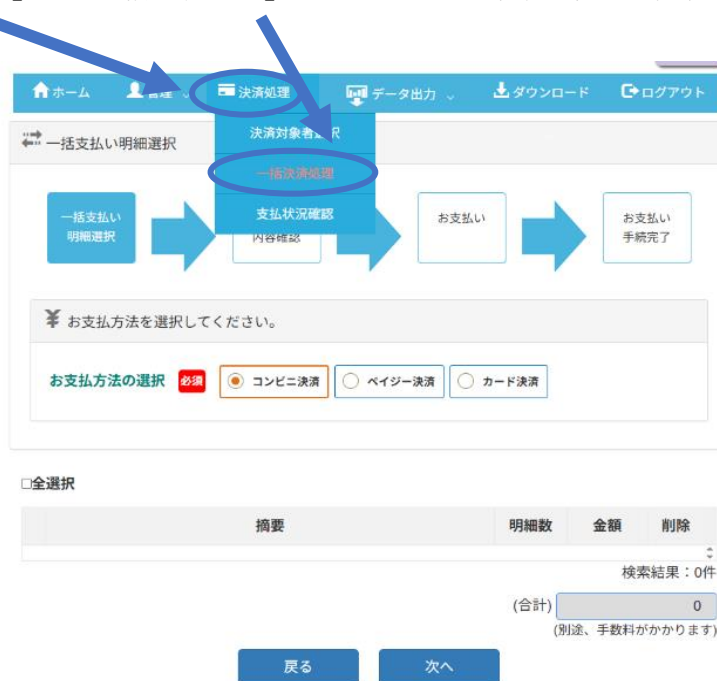 ホーム 管理 決済処理 データ出力 ダウンロード ログアウト
一括支払い明細選択
決済対象者選択
一括決済処理
支払状況確認
一括支払い
明細選択
内容確認
お支払い
お支払い
手続完了
¥ お支払方法を選択してください。
お支払方法の選択 必須 コンビニ決済 ペイジー決済 カード決済
□全選択
摘要 明細数 金額 削除
検索結果：0件
(合計) 0
(別途、手数料がかかります)
戻る 次へ